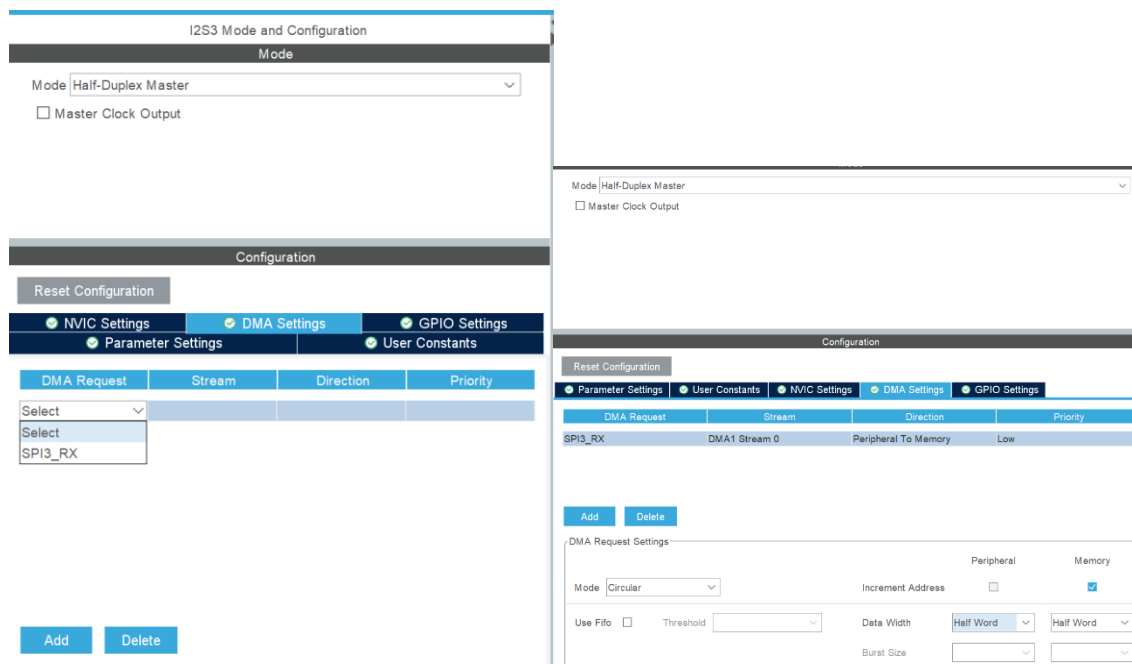 I2S3 Mode and Configuration
Mode
Mode Half-Duplex Master
Master Clock Output
Configuration
Reset Configuration
NVIC Settings DMA Settings GPIO Settings
Parameter Settings User Constants
DMA Request Stream Direction Priority
Select
Select
SPI3_RX
Add Delete
Mode Half-Duplex Master
Master Clock Output
Configuration
Reset Configuration
Parameter Settings User Constants NVIC Settings DMA Settings GPIO Settings
DMA Request Stream Direction Priority
SPI3_RX DMA1 Stream 0 Peripheral To Memory Low
Add Delete
DMA Request Settings
Peripheral Memory
Mode Circular Increment Address
Use Fifo Threshold Data Width Half Word Half Word
Burst Size